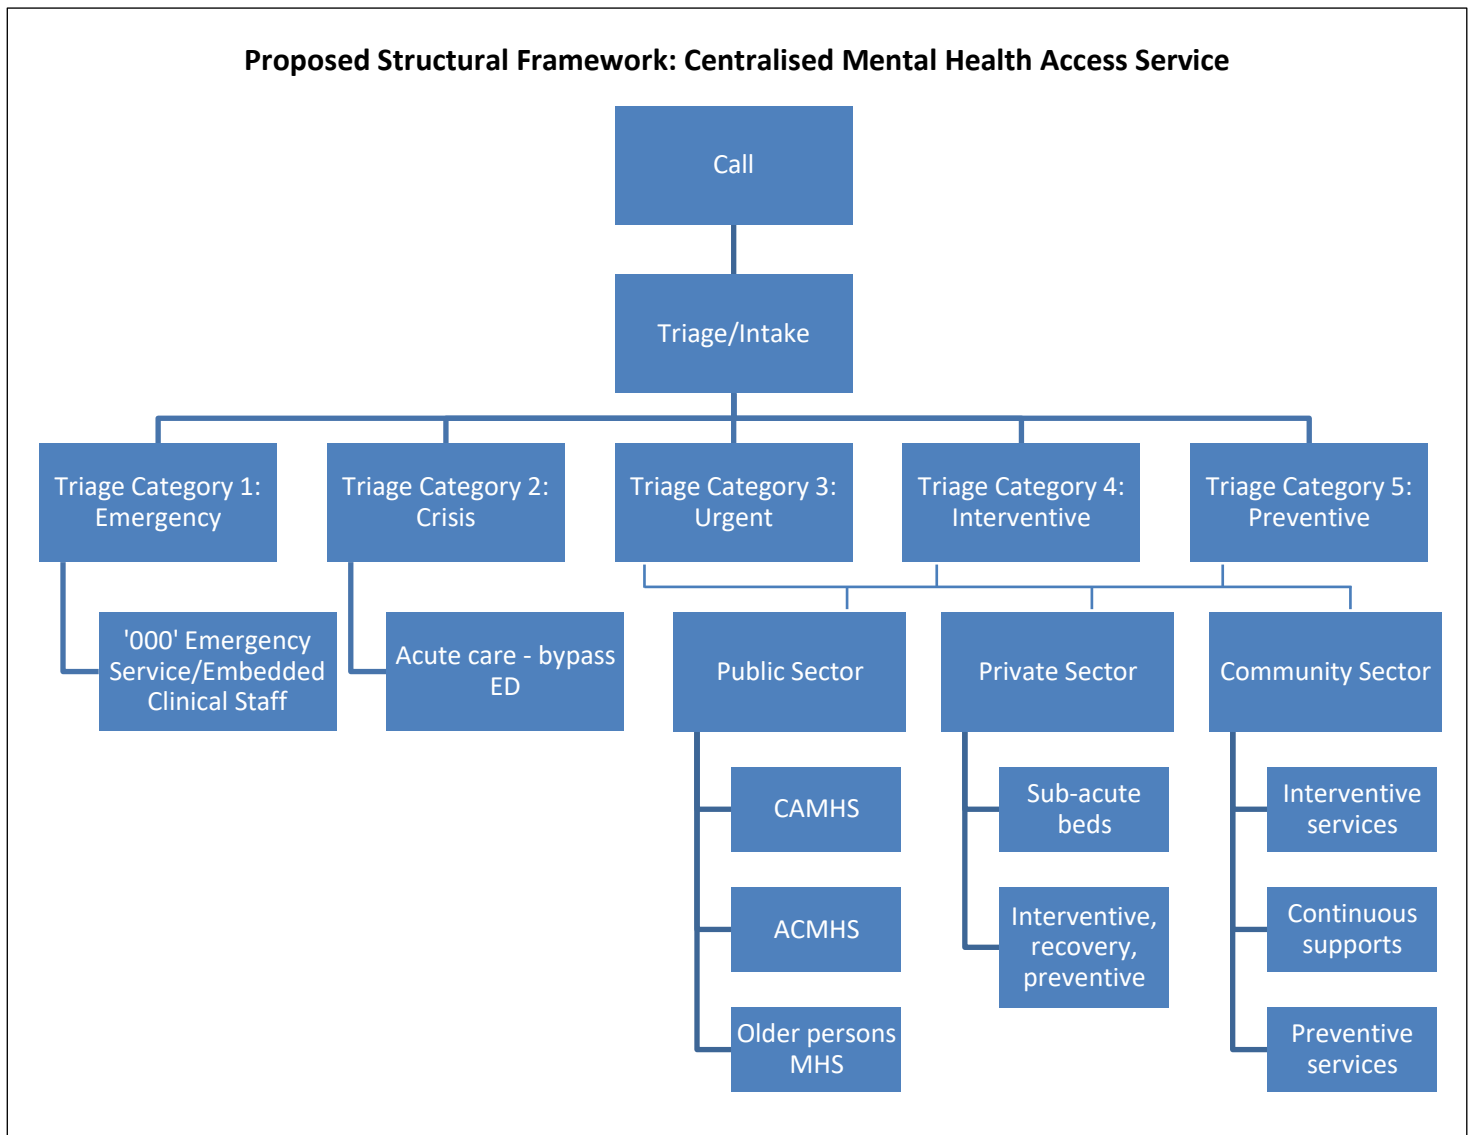 Proposed Structural Framework: Centralised Mental Health Access Service
Call
Triage/Intake
Triage Category 1:
Emergency
Triage Category 2:
Crisis
Triage Category 3:
Urgent
Triage Category 4:
Interventive
Triage Category 5:
Preventive
'000' Emergency
Service/Embedded
Clinical Staff
Acute care - bypass
ED
Public Sector
Private Sector
Community Sector
CAMHS
ACMHS
Older persons
MHS
Sub-acute
beds
Interventive,
recovery,
preventive
Interventive
services
Continuous
supports
Preventive
services